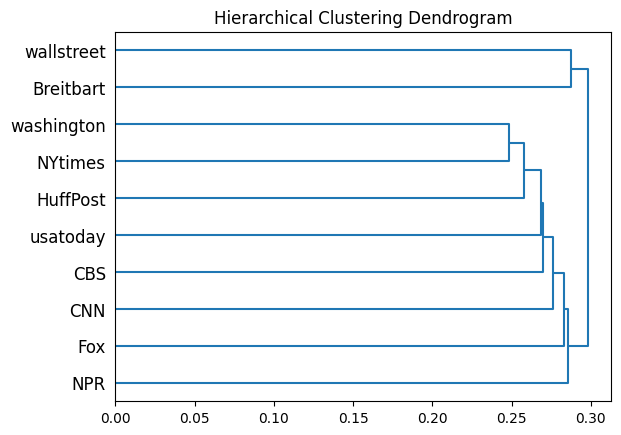 Hierarchical Clustering Dendrogram
wallstreet
Breitbart
washington
NYtimes
HuffPost
usatoday
CBS
CNN
Fox
NPR
0.00 0.05 0.10 0.15 0.20 0.25 0.30